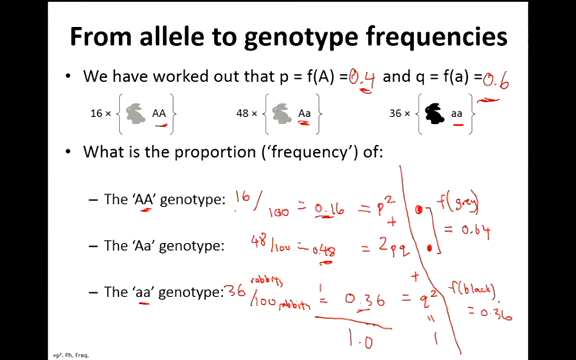 From allele to genotype frequencies
• We have worked out that p = f(A) = 0.4 and q = f(a) = 0.6
16 × { AA } 48 × { Aa } 36 × { aa }
• What is the proportion ('frequency') of:
– The 'AA' genotype: 16/100 = 0.16 = p²
+
f(grey) = 0.64
– The 'Aa' genotype: 48/100 = 0.48 = 2pq
+
– The 'aa' genotype: 36 rabbits/100 rabbits = 0.36 = q²
f(black) = 0.36
1.0 = 1
=p², Ph, Freq.